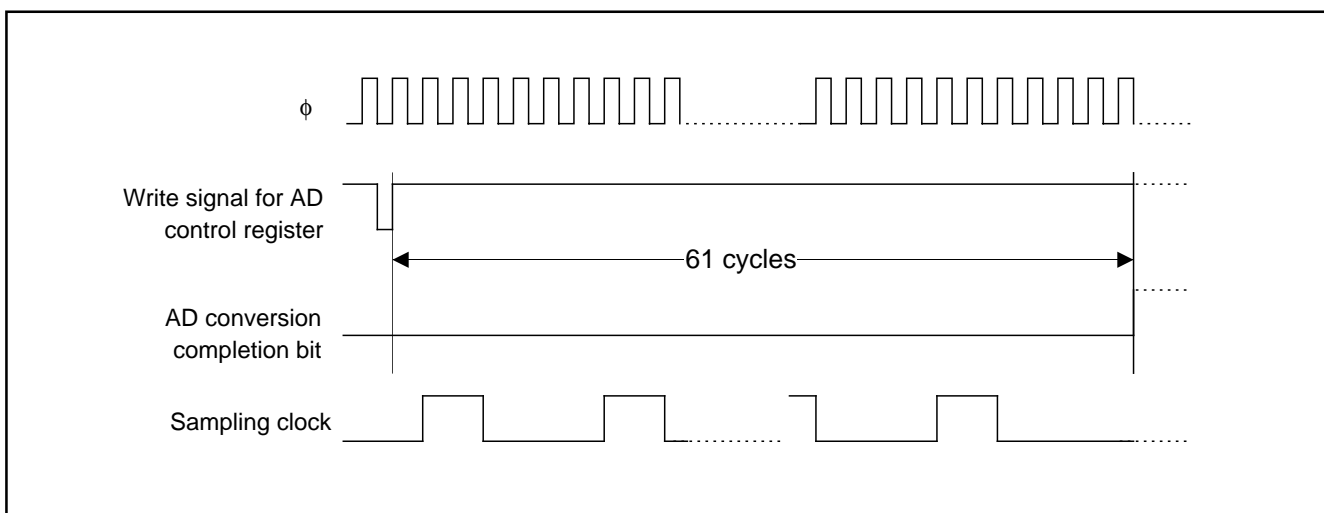 ϕ
Write signal for AD
control register
61 cycles
AD conversion
completion bit
Sampling clock